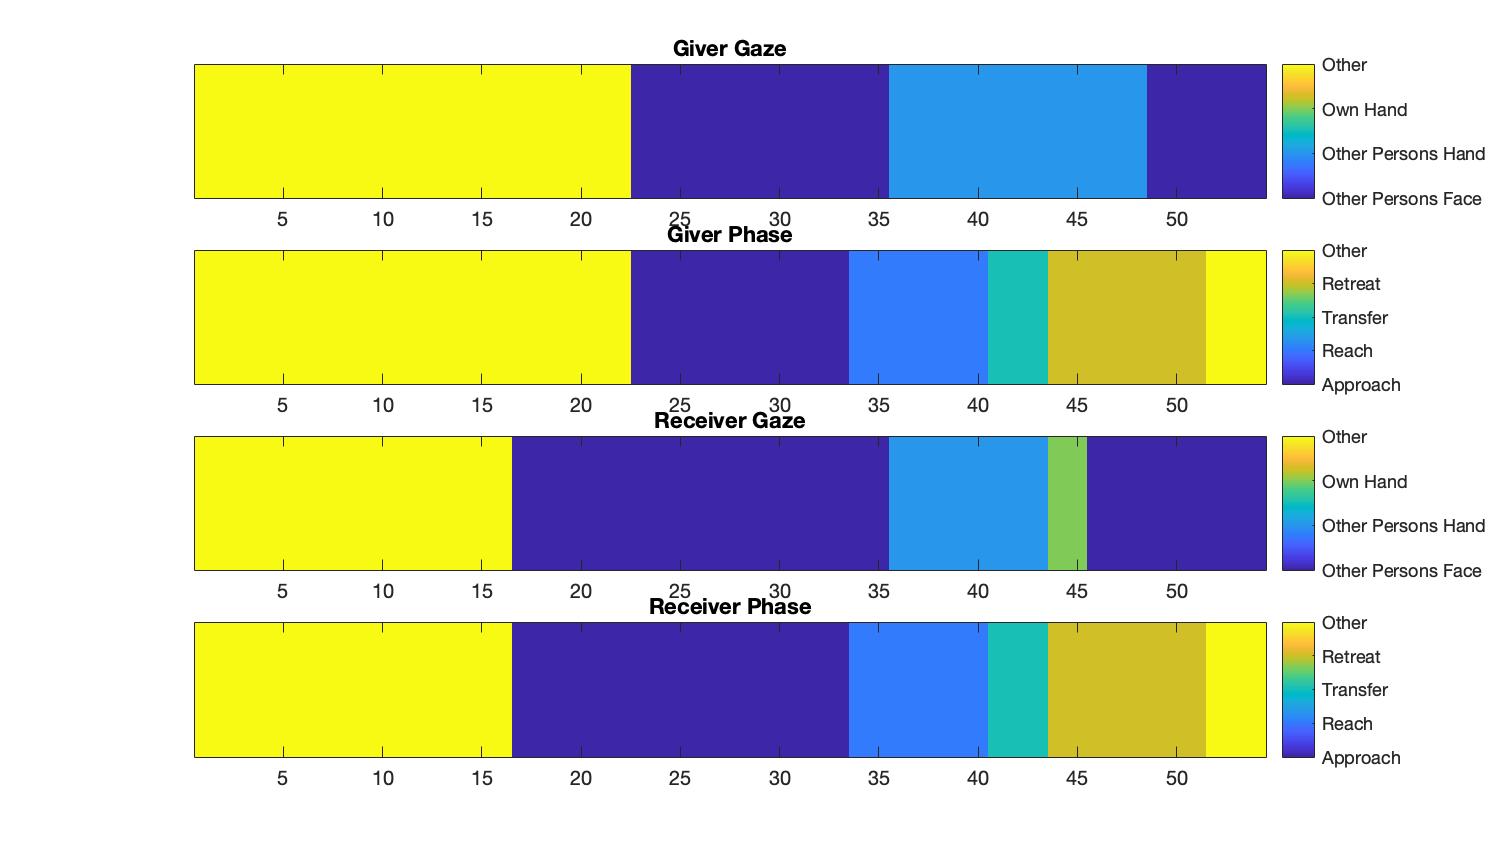 Giver Gaze
Other
Own Hand
Other Persons Hand
Other Persons Face
5 10 15 20 25 30 35 40 45 50
Giver Phase
Other
Retreat
Transfer
Reach
Approach
5 10 15 20 25 30 35 40 45 50
Receiver Gaze
Other
Own Hand
Other Persons Hand
Other Persons Face
5 10 15 20 25 30 35 40 45 50
Receiver Phase
Other
Retreat
Transfer
Reach
Approach
5 10 15 20 25 30 35 40 45 50